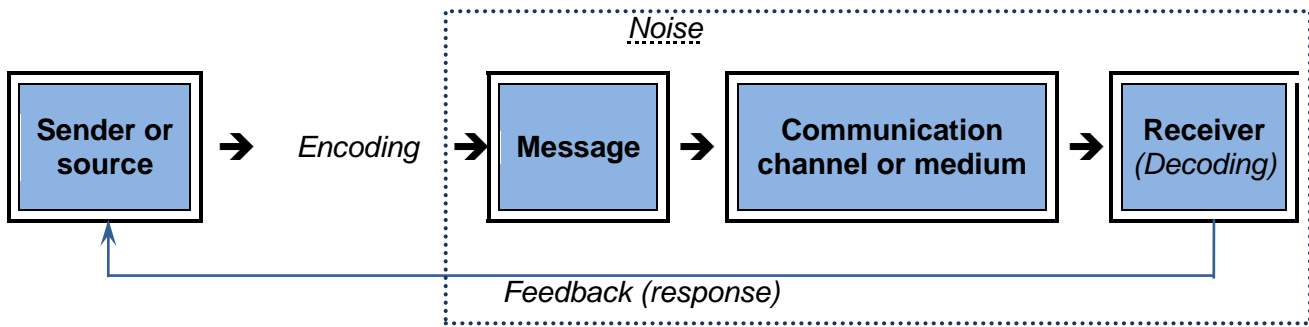 Noise
Sender or
source
Encoding
Message
Communication
channel or medium
Receiver
(Decoding)
Feedback (response)